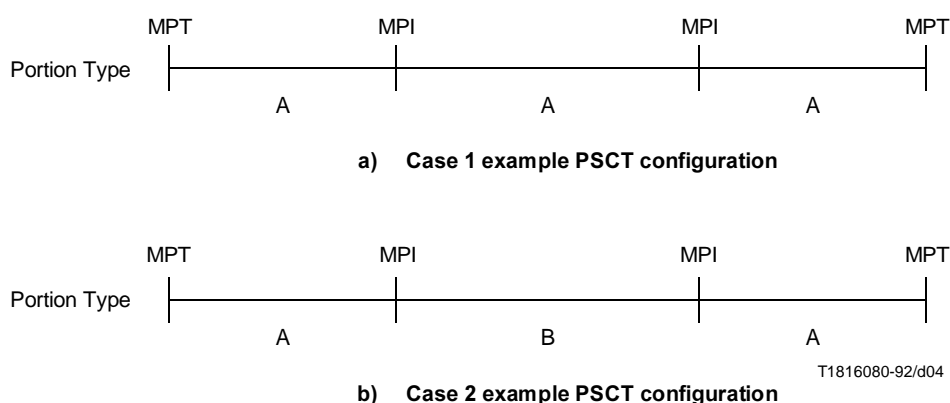 MPT MPI MPI MPT
Portion Type
A A A
a) Case 1 example PSCT configuration
MPT MPI MPI MPT
Portion Type
A B A
T1816080-92/d04
b) Case 2 example PSCT configuration